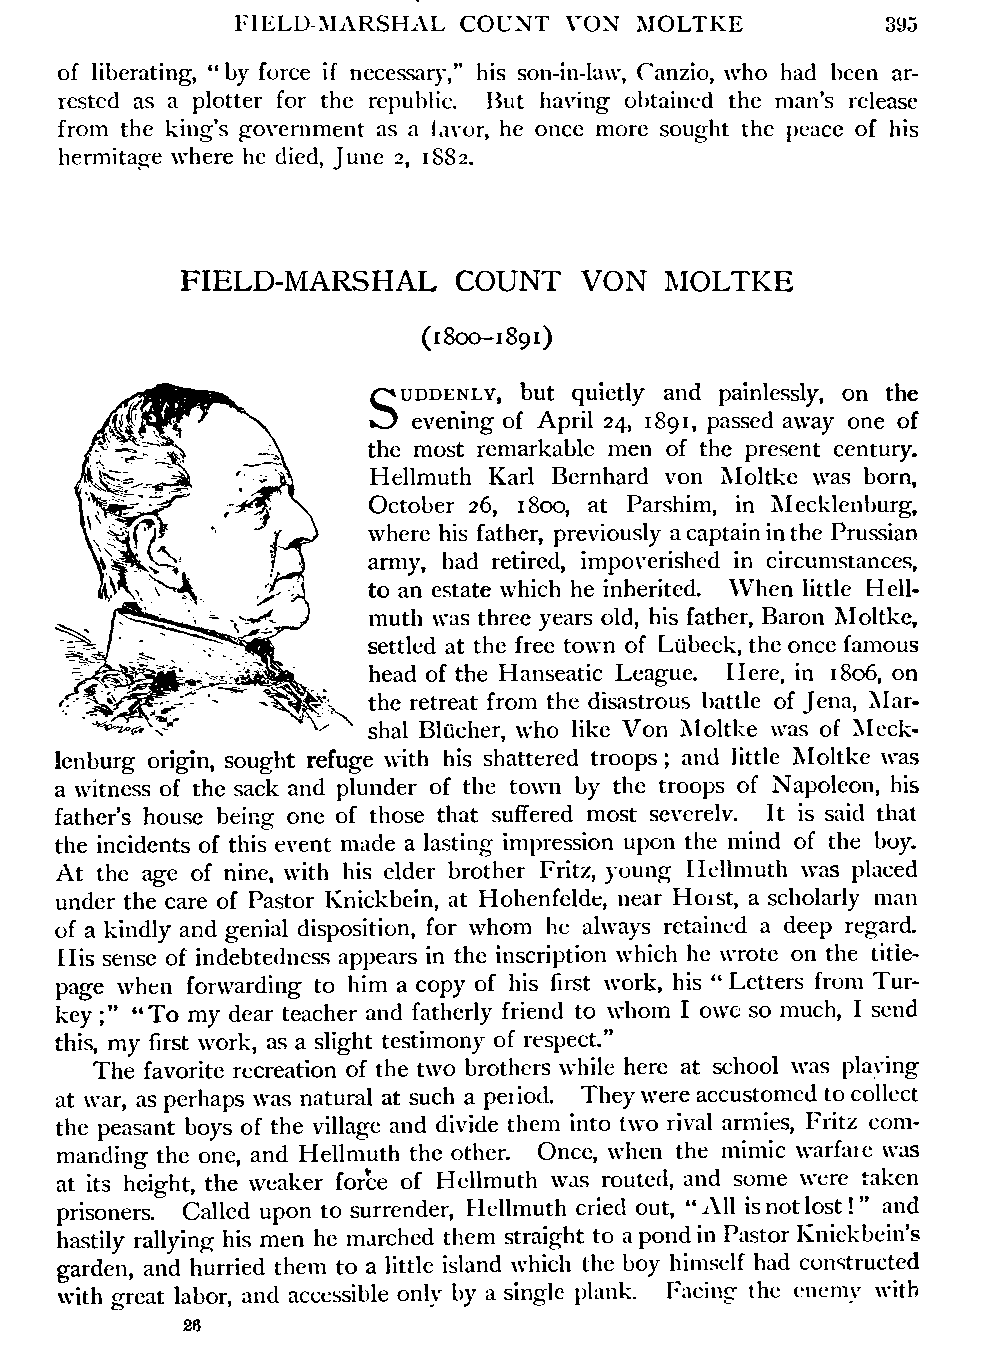 FIELD-MARSHAL COUNT VON MOLTKE 395
of liberating, “by force if necessary,” his son-in-law, Canzio, who had been ar-
rested as a plotter for the republic. But having obtained the man's release
from the king's government as a favor, he once more sought the peace of his
hermitage where he died, June 2, 1882.
FIELD-MARSHAL COUNT VON MOLTKE
(1800–1891)
SUDDENLY, but quietly and painlessly, on the
evening of April 24, 1891, passed away one of
the most remarkable men of the present century.
Hellmuth Karl Bernhard von Moltke was born,
October 26, 1800, at Parshim, in Mecklenburg,
where his father, previously a captain in the Prussian
army, had retired, impoverished in circumstances,
to an estate which he inherited. When little Hell-
muth was three years old, his father, Baron Moltke,
settled at the free town of Lübeck, the once famous
head of the Hanseatic League. Here, in 1806, on
the retreat from the disastrous battle of Jena, Mar-
shal Blücher, who like Von Moltke was of Meck-
lenburg origin, sought refuge with his shattered troops; and little Moltke was
a witness of the sack and plunder of the town by the troops of Napoleon, his
father's house being one of those that suffered most severely. It is said that
the incidents of this event made a lasting impression upon the mind of the boy.
At the age of nine, with his elder brother Fritz, young Hellmuth was placed
under the care of Pastor Knickbein, at Hohenfelde, near Horst, a scholarly man
of a kindly and genial disposition, for whom he always retained a deep regard.
His sense of indebtedness appears in the inscription which he wrote on the title-
page when forwarding to him a copy of his first work, his “Letters from Tur-
key;” “To my dear teacher and fatherly friend to whom I owe so much, I send
this, my first work, as a slight testimony of respect.”
The favorite recreation of the two brothers while here at school was playing
at war, as perhaps was natural at such a period. They were accustomed to collect
the peasant boys of the village and divide them into two rival armies, Fritz com-
manding the one, and Hellmuth the other. Once, when the mimic warfare was
at its height, the weaker force of Hellmuth was routed, and some were taken
prisoners. Called upon to surrender, Hellmuth cried out, “All is not lost!” and
hastily rallying his men he marched them straight to a pond in Pastor Knickbein's
garden, and hurried them to a little island which the boy himself had constructed
with great labor, and accessible only by a single plank. Facing the enemy with
26